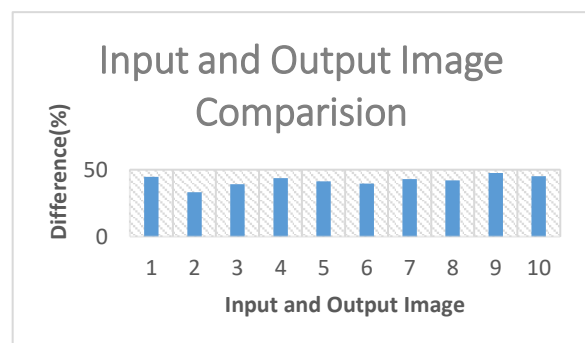 Input and Output Image
Comparision
Difference(%)
50
0
1 2 3 4 5 6 7 8 9 10
Input and Output Image